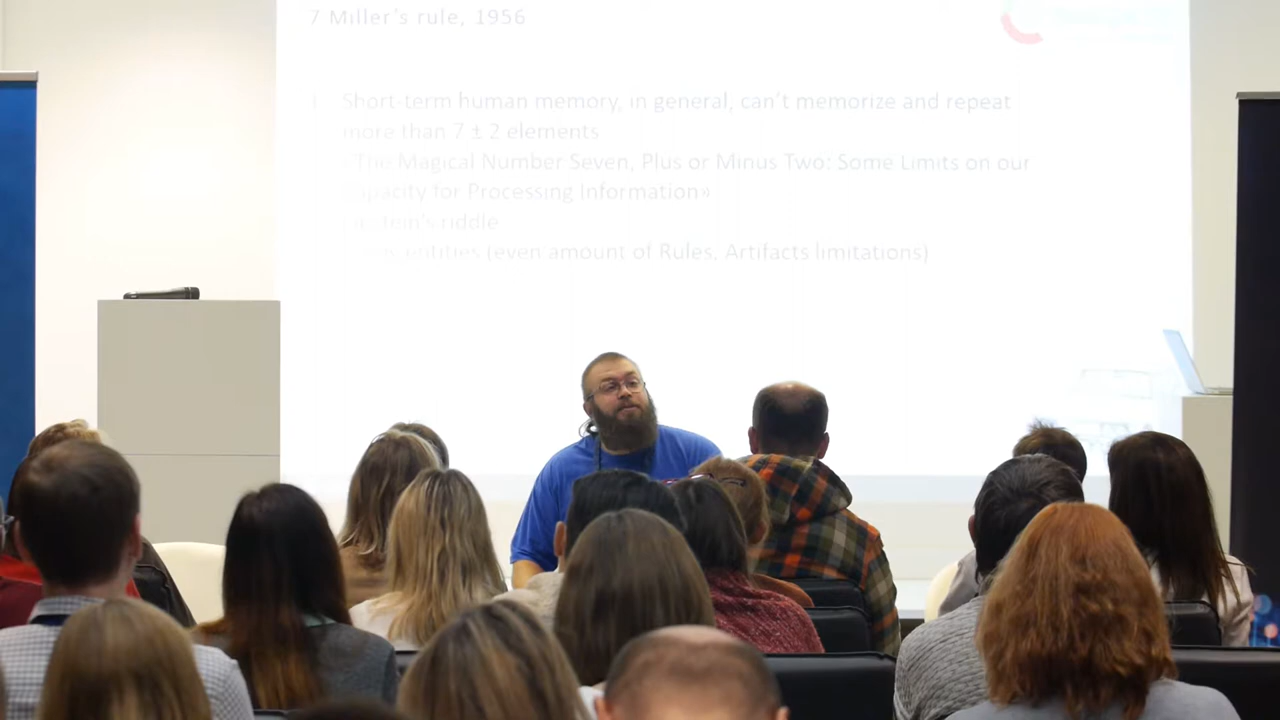 7 Miller's rule, 1956
Short-term human memory, in general, can't memorize and repeat
more than 7 ± 2 elements
«The Magical Number Seven, Plus or Minus Two: Some Limits on our
Capacity for Processing Information»
riddle
entities (even amount of Rules, Artifacts limitations)